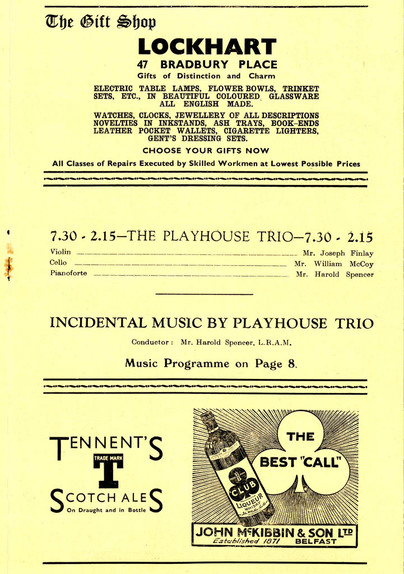 The Gift Shop
LOCKHART
47 BRADBURY PLACE
Gifts of Distinction and Charm
ELECTRIC TABLE LAMPS, FLOWER BOWLS, TRINKET
SETS, ETC., IN BEAUTIFUL COLOURED GLASSWARE
ALL ENGLISH MADE.
WATCHES, CLOCKS, JEWELLERY OF ALL DESCRIPTIONS
NOVELTIES IN INKSTANDS, ASH TRAYS, BOOK-ENDS
LEATHER POCKET WALLETS, CIGARETTE LIGHTERS,
GENT'S DRESSING SETS.
CHOOSE YOUR GIFTS NOW
All Classes of Repairs Executed by Skilled Workmen at Lowest Possible Prices
7.30 - 2.15—THE PLAYHOUSE TRIO—7.30 - 2.15
Violin Mr. Joseph Finlay
Cello Mr. William McCoy
Pianoforte Mr. Harold Spencer
INCIDENTAL MUSIC BY PLAYHOUSE TRIO
Conductor: Mr. Harold Spencer, L.R.A.M.
Music Programme on Page 8.
TENNENT'S
TRADE MARK
T
SCOTCH ALES
On Draught and in Bottle
THE
BEST "CALL"
CLUB
LIQUEUR
JOHN McKIBBIN & SON LTD
Established 1871 BELFAST